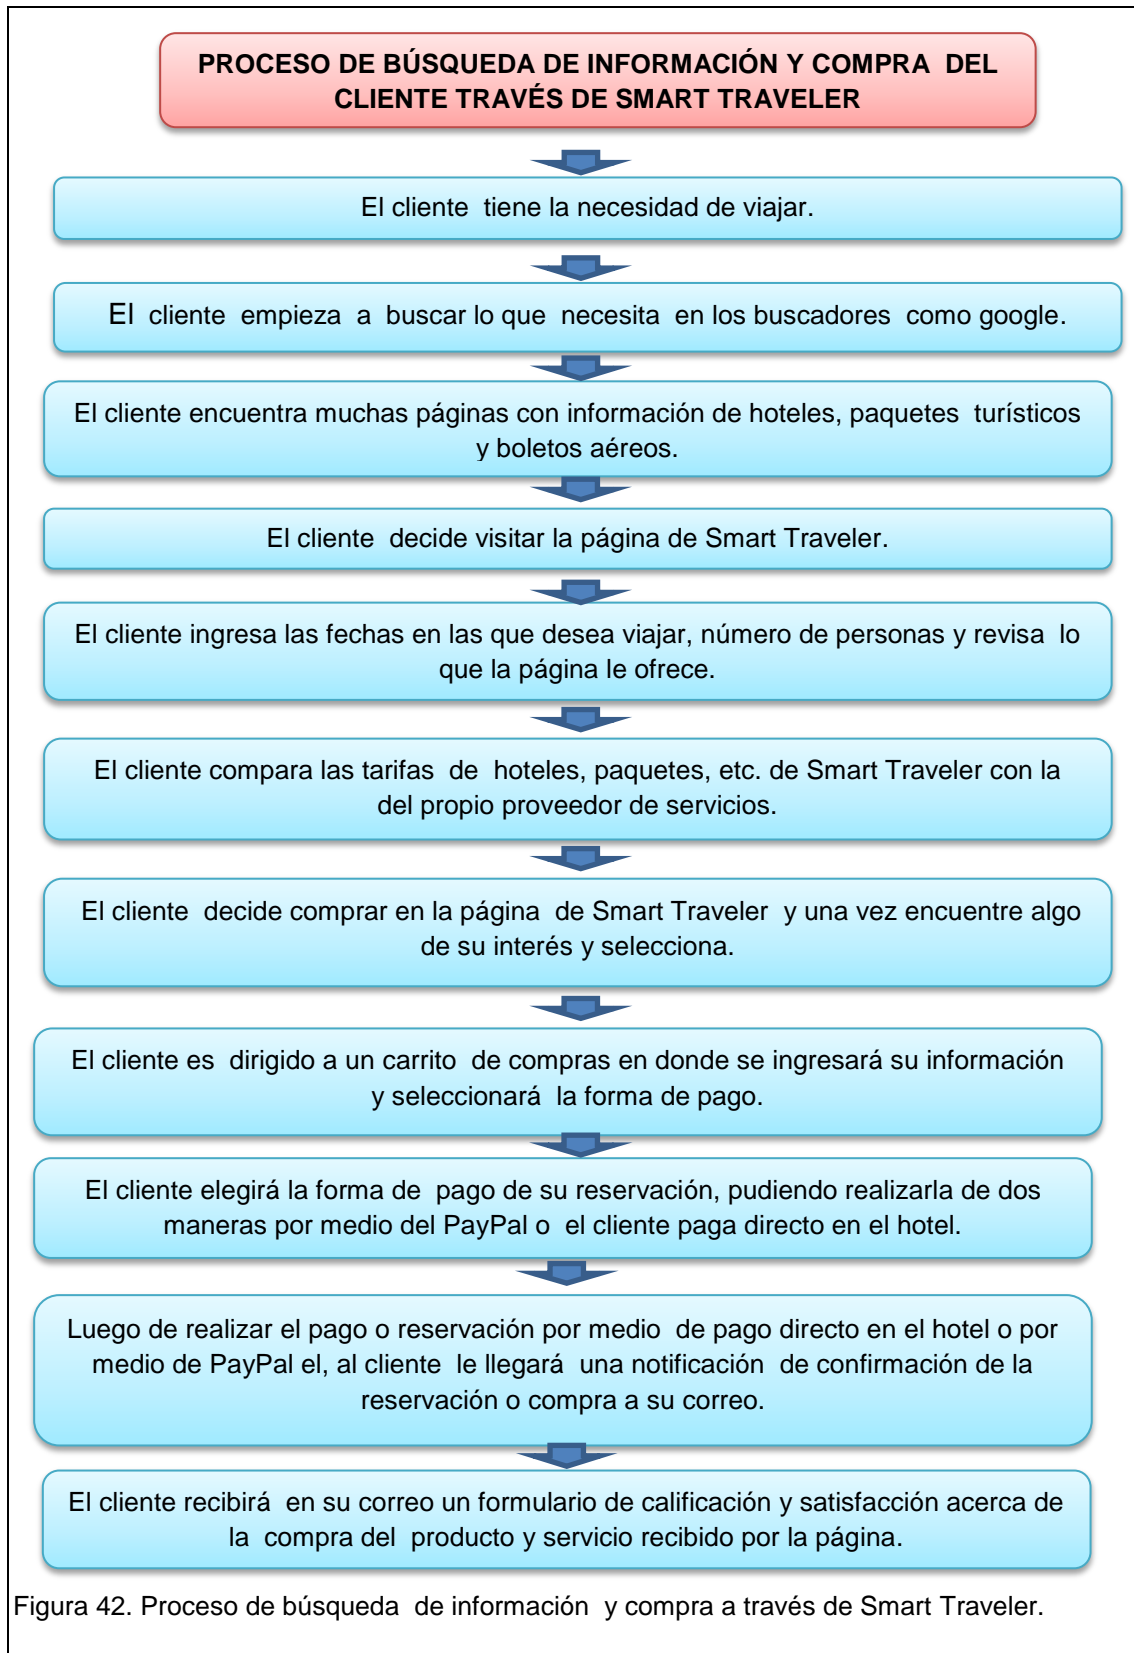 PROCESO DE BÚSQUEDA DE INFORMACIÓN Y COMPRA DEL
CLIENTE TRAVÉS DE SMART TRAVELER
El cliente tiene la necesidad de viajar.
El cliente empieza a buscar lo que necesita en los buscadores como google.
El cliente encuentra muchas páginas con información de hoteles, paquetes turísticos
y boletos aéreos.
El cliente decide visitar la página de Smart Traveler.
El cliente ingresa las fechas en las que desea viajar, número de personas y revisa lo
que la página le ofrece.
El cliente compara las tarifas de hoteles, paquetes, etc. de Smart Traveler con la
del propio proveedor de servicios.
El cliente decide comprar en la página de Smart Traveler y una vez encuentre algo
de su interés y selecciona.
El cliente es dirigido a un carrito de compras en donde se ingresará su información
y seleccionará la forma de pago.
El cliente elegirá la forma de pago de su reservación, pudiendo realizarla de dos
maneras por medio del PayPal o el cliente paga directo en el hotel.
Luego de realizar el pago o reservación por medio de pago directo en el hotel o por
medio de PayPal el, al cliente le llegará una notificación de confirmación de la
reservación o compra a su correo.
El cliente recibirá en su correo un formulario de calificación y satisfacción acerca de
la compra del producto y servicio recibido por la página.
Figura 42. Proceso de búsqueda de información y compra a través de Smart Traveler.